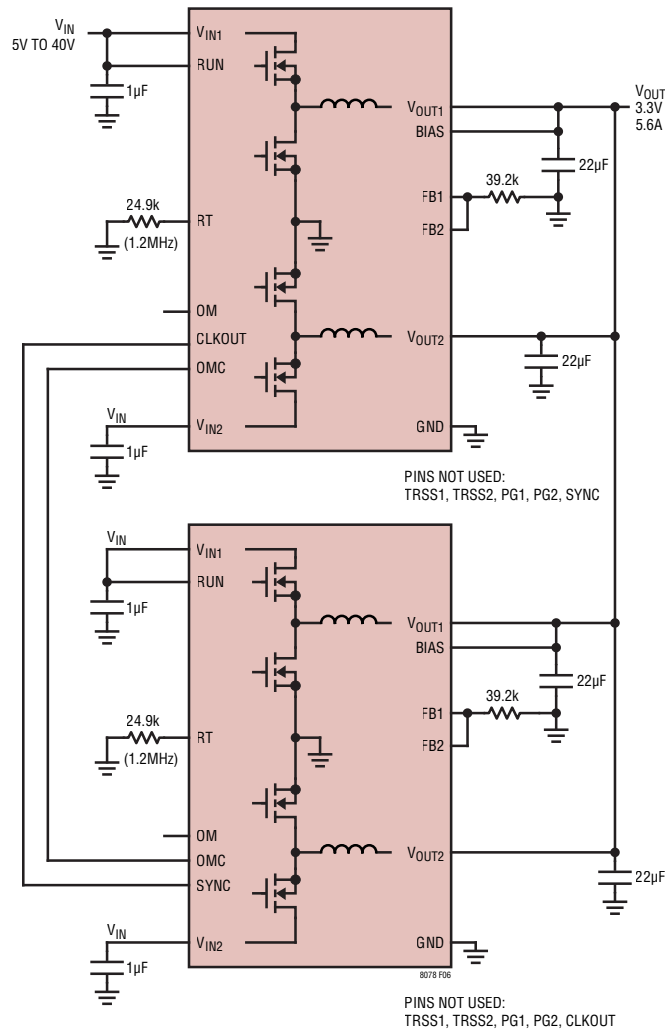 VIN
5V TO 40V
1µF
24.9k
(1.2MHz)
VIN
1µF
VIN1
RUN
RT
OM
CLKOUT
OMC
VIN2
VOUT1
BIAS
FB1
FB2
VOUT2
GND
39.2k
22µF
22µF
VOUT
3.3V
5.6A
PINS NOT USED:
TRSS1, TRSS2, PG1, PG2, SYNC
VIN
1µF
24.9k
(1.2MHz)
VIN
1µF
VIN1
RUN
RT
OM
OMC
SYNC
VIN2
VOUT1
BIAS
FB1
FB2
VOUT2
GND
39.2k
22µF
22µF
8078 F06
PINS NOT USED:
TRSS1, TRSS2, PG1, PG2, CLKOUT